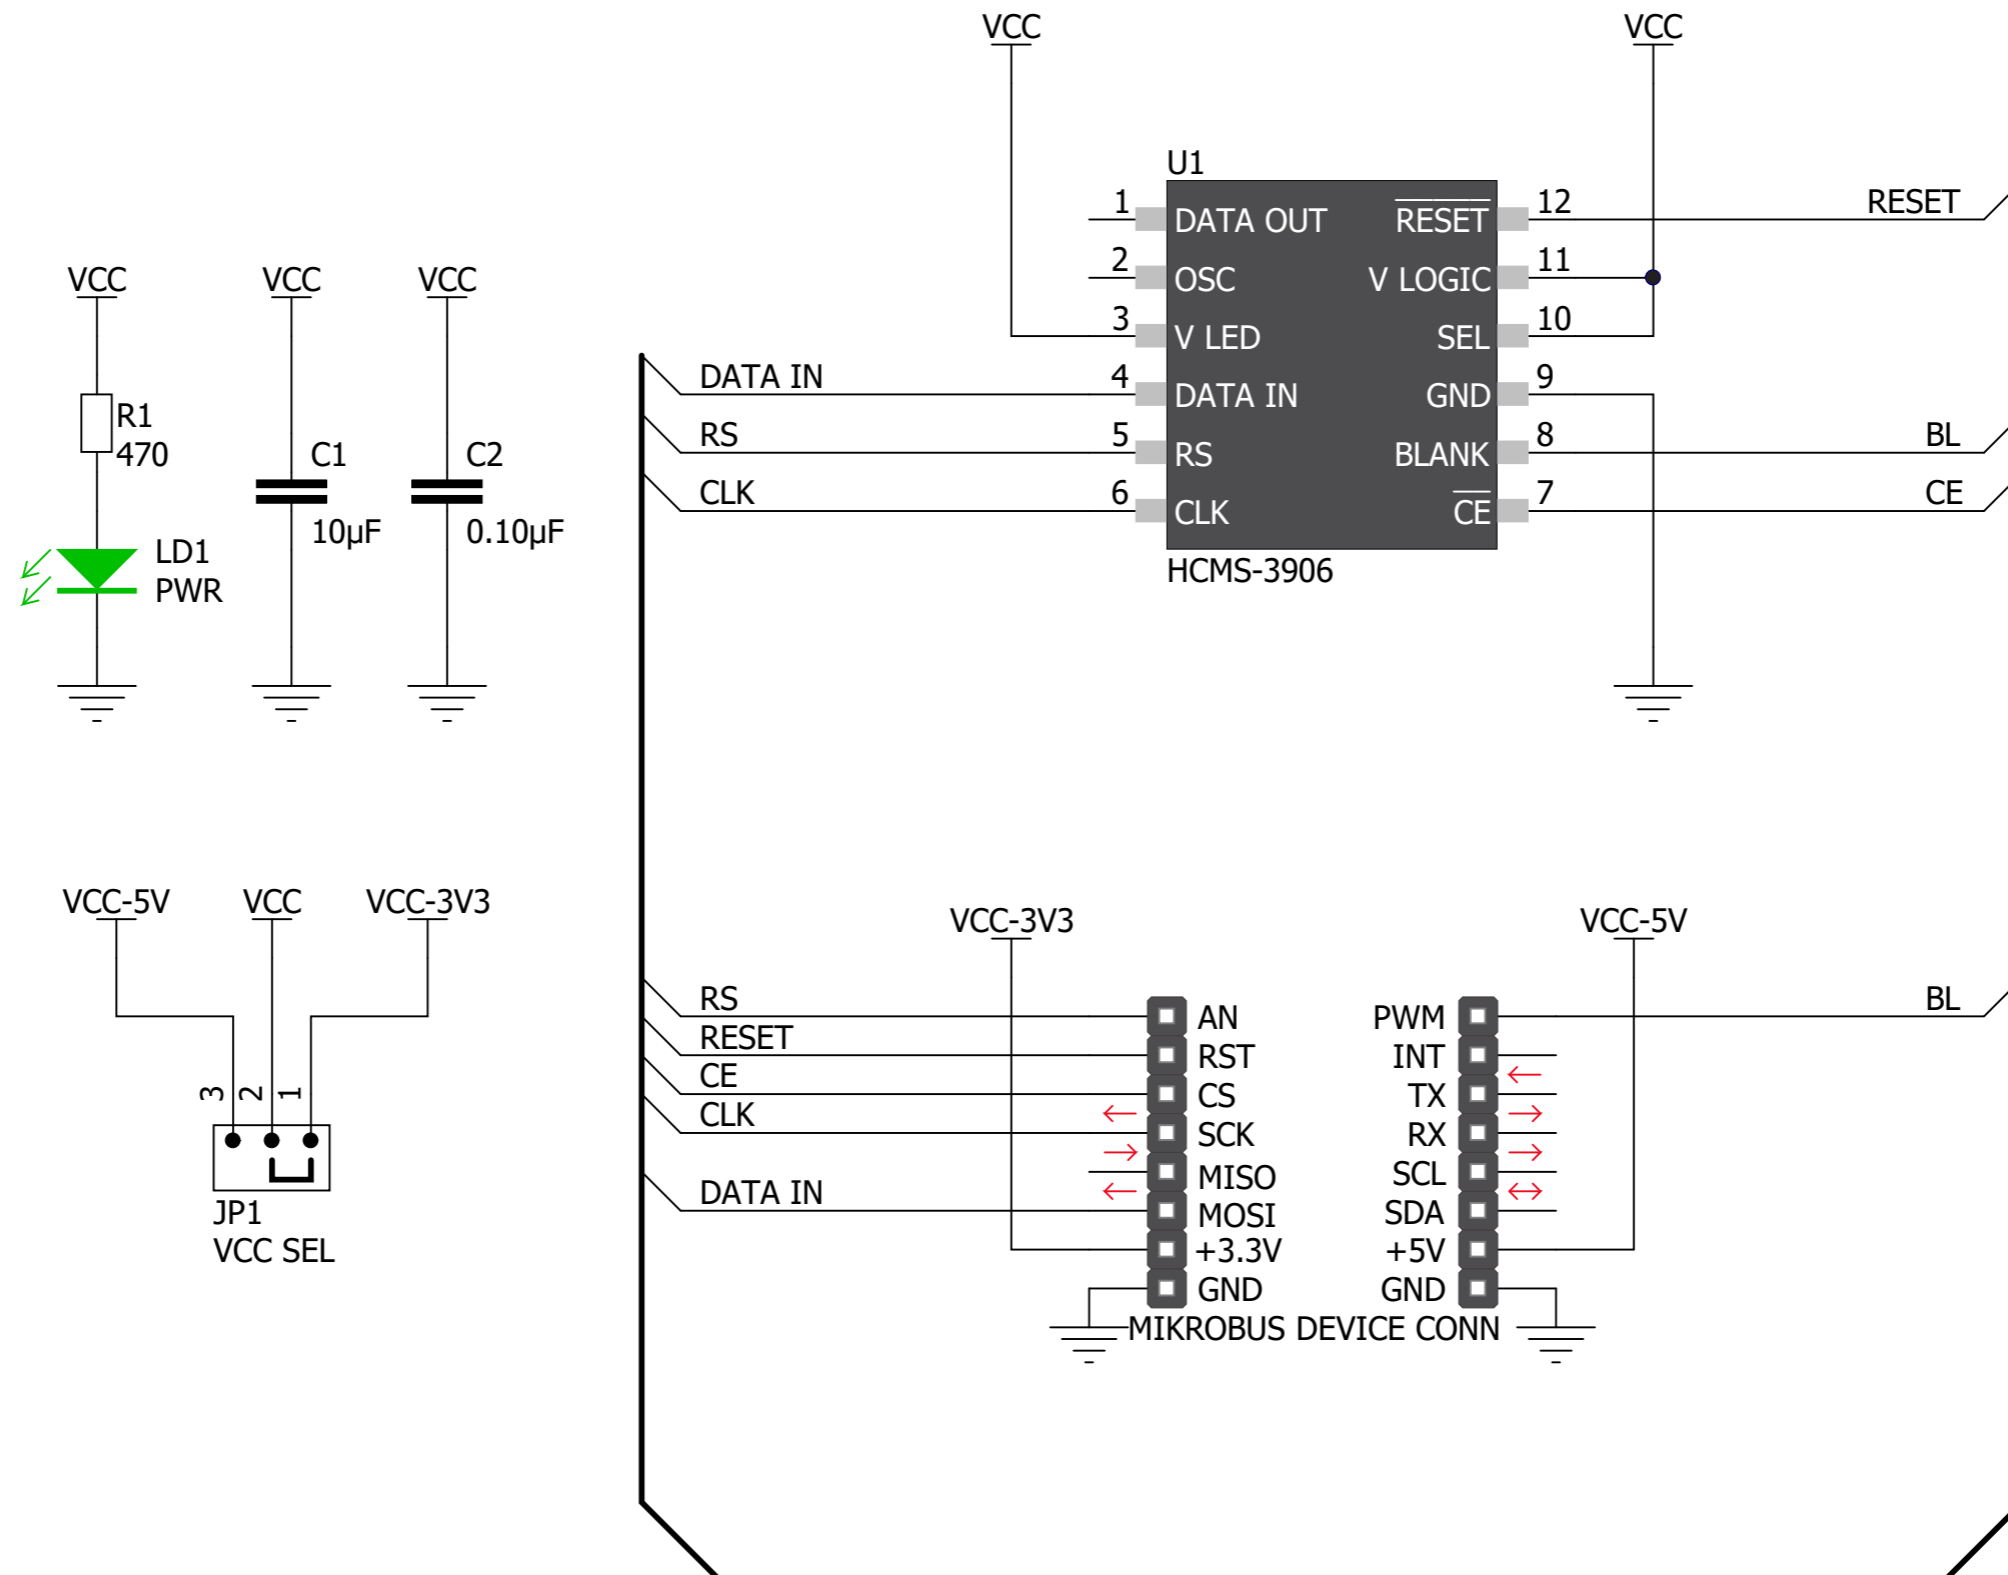 VCC
VCC
U1
1 DATA OUT RESET 12 RESET
2 OSC V LOGIC 11
3 V LED SEL 10
DATA IN 4 DATA IN GND 9
RS 5 RS BLANK 8 BL
CLK 6 CLK CE 7 CE
HCMS-3906
VCC
VCC
VCC
R1
470
C1
10µF
C2
0.10µF
LD1
PWR
VCC-5V
VCC
VCC-3V3
3
2
1
JP1
VCC SEL
VCC-3V3
VCC-5V
RS AN PWM BL
RESET RST INT
CE CS TX
CLK SCK RX
MISO SCL
DATA IN MOSI SDA
+3.3V +5V
GND GND
MIKROBUS DEVICE CONN